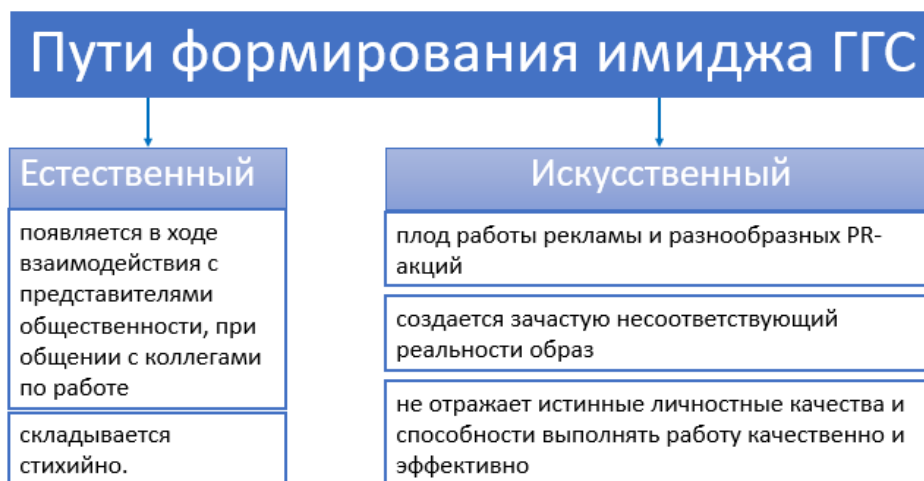 Пути формирования имиджа ГГС
Естественный
появляется в ходе
взаимодействия с
представителями
общественности, при
общении с коллегами
по работе
складывается
стихийно.
Искусственный
плод работы рекламы и разнообразных PR-
акций
создается зачастую несоответствующий
реальности образ
не отражает истинные личностные качества и
способности выполнять работу качественно и
эффективно